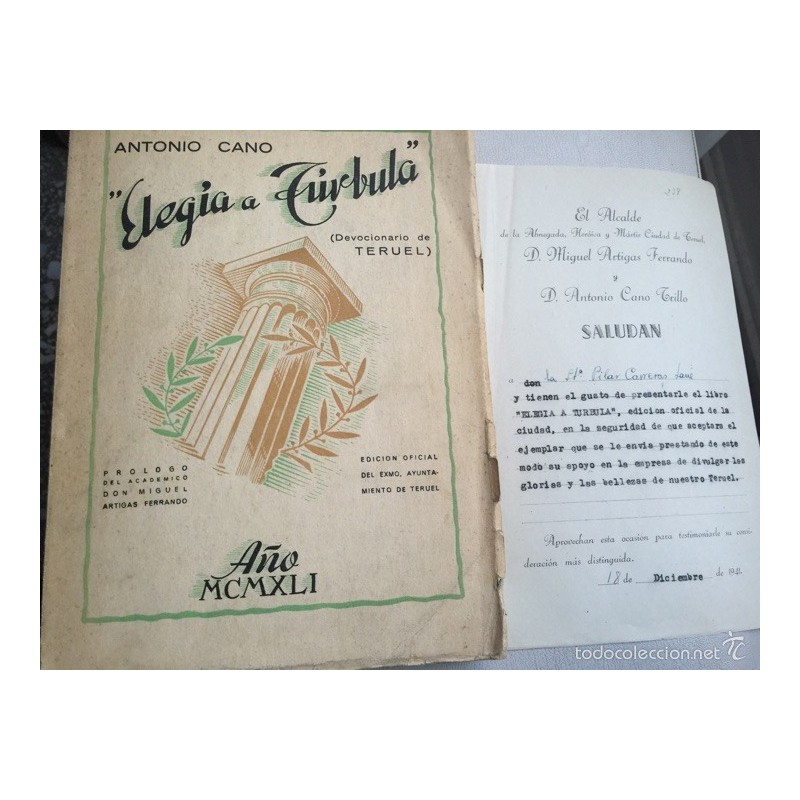 ANTONIO CANO
"Elegia a Túrbula"
(Devocionario de
TERUEL)
PROLOGO
DEL ACADEMICO
DON MIGUEL
ARTIGAS FERRANDO
EDICION OFICIAL
DEL EXMO. AYUNTA-
MIENTO DE TERUEL
Año
MCMXLI
El Alcalde
de la Abnegada, Heróica y Mártir Ciudad de Teruel,
D. Miguel Artigas Ferrando
y
D. Antonio Cano Trillo
SALUDAN
a don la Stª Pilar Carreras
y tienen el gusto de presentarle el libro
"ELEGIA A TURBULA", edicion oficial de la
ciudad, en la seguridad de que aceptara el
ejemplar que se le envia prestando de este
modo su apoyo en la empresa de divulgar las
glorias y las bellezas de nuestro Teruel.
Aprovechan esta ocasión para testimoniarle su consi-
deración más distinguida.
18 de Diciembre de 1941
todocoleccion.net